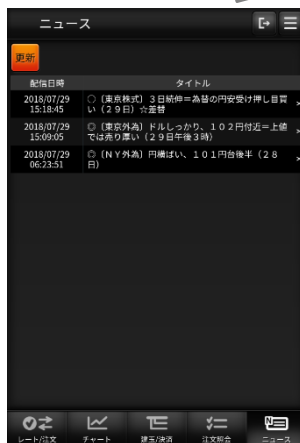 ニュース
更新
配信日時 タイトル
2018/07/29 ○〔東京株式〕３日続伸＝為替の円安受け押し目買
15:18:45 い（２９日）☆差替
2018/07/29 ◎〔東京外為〕ドルしっかり、１０２円付近＝上値
15:09:05 では売り厚い（２９日午後３時）
2018/07/29 ◎〔ＮＹ外為〕円横ばい、１０１円台後半（２８
06:23:51 日）
レート/注文 チャート 建玉/決済 注文照会 ニュース